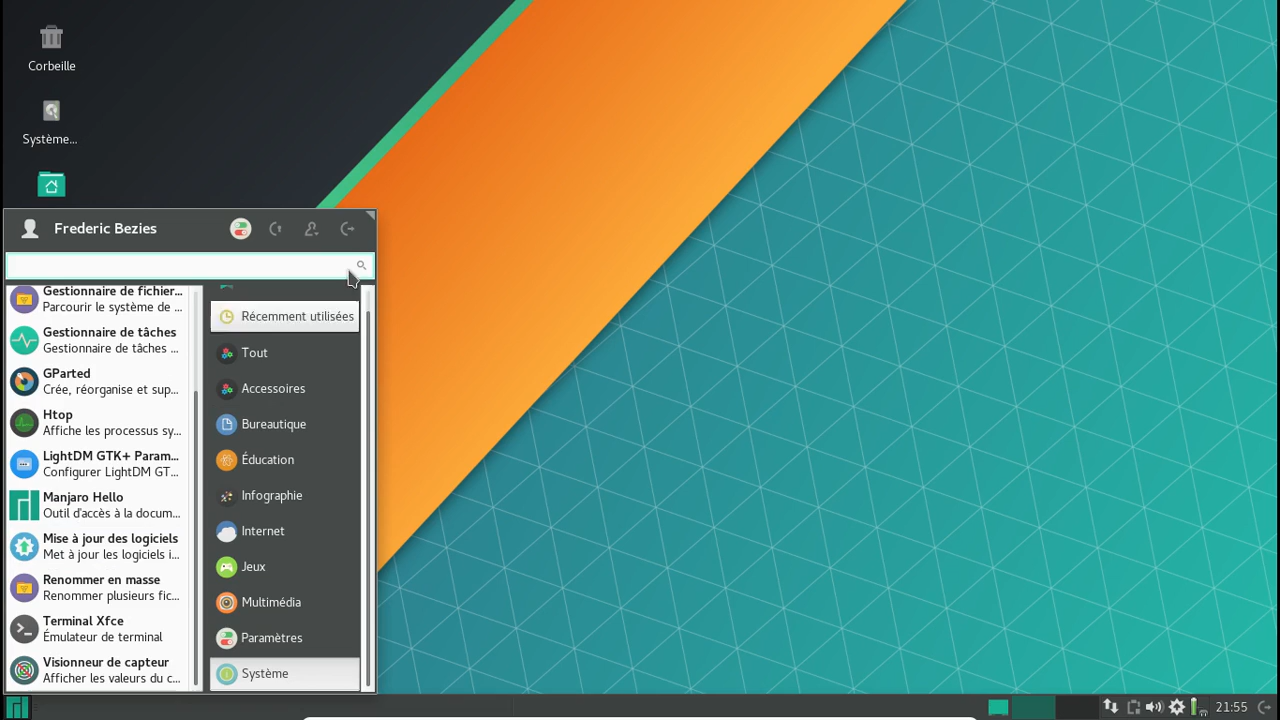 Corbeille
Système...
Frederic Bezies
Gestionnaire de fichier...
Parcourir le système de ...
Gestionnaire de tâches
Gestionnaire de tâches ...
GParted
Crée, réorganise et sup...
Htop
Affiche les processus sy...
LightDM GTK+ Param...
Configurer LightDM GT...
Manjaro Hello
Outil d'accès à la docum...
Mise à jour des logiciels
Met à jour les logiciels i...
Renommer en masse
Renommer plusieurs fic...
Terminal Xfce
Émulateur de terminal
Visionneur de capteur
Afficher les valeurs du c...
Récemment utilisées
Tout
Accessoires
Bureautique
Éducation
Infographie
Internet
Jeux
Multimédia
Paramètres
Système
21:55